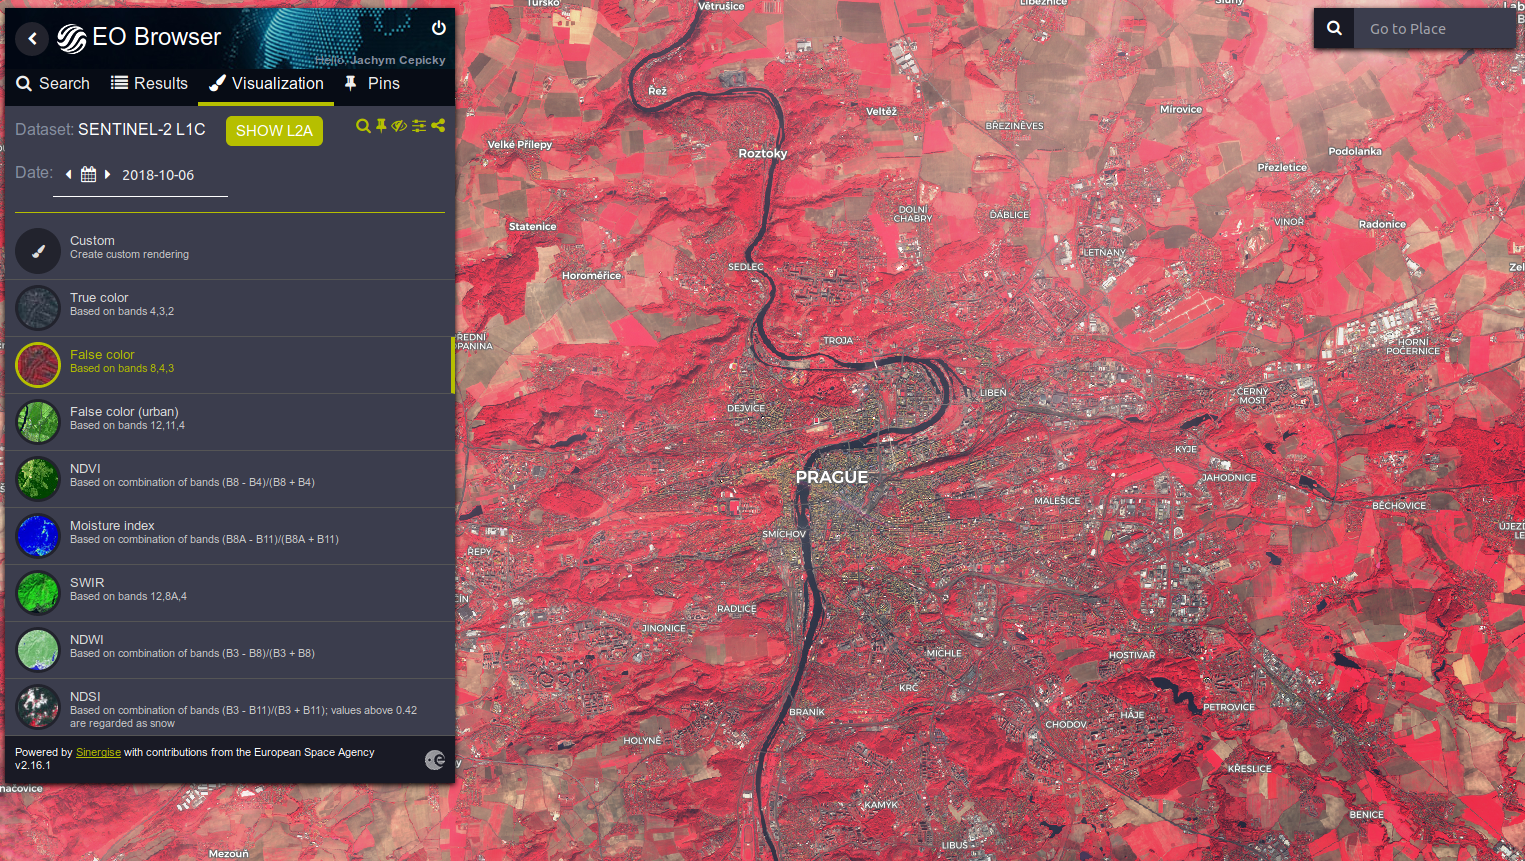 EO Browser
Hello, Jachym Cepicky
Search
Results
Visualization
Pins
Dataset: SENTINEL-2 L1C
SHOW L2A
Date:
2018-10-06
Custom
Create custom rendering
True color
Based on bands 4,3,2
False color
Based on bands 8,4,3
False color (urban)
Based on bands 12,11,4
NDVI
Based on combination of bands (B8 - B4)/(B8 + B4)
Moisture index
Based on combination of bands (B8A - B11)/(B8A + B11)
SWIR
Based on bands 12,8A,4
NDWI
Based on combination of bands (B3 - B8)/(B3 + B8)
NDSI
Based on combination of bands (B3 - B11)/(B3 + B11); values above 0.42
are regarded as snow
Powered by Sinergise with contributions from the European Space Agency
v2.16.1
Go to Place
Tursko
Větrušice
Líbeznice
Sluhy
Řež
Veltěž
Mírovice
BŘEZINĚVES
Velké Přílepy
Roztoky
Podolanka
Přezletice
DOLNÍ
CHABRY
ĎÁBLICE
VINOŘ
Radonice
Statenice
LETŇANY
SEDLEC
Horoměřice
TROJA
HORNÍ
POČERNICE
LIBEŇ
ČERNÝ
MOST
DEJVICE
KYJE
PRAGUE
JAHODNICE
MALEŠICE
BĚCHOVICE
SMÍCHOV
ŘEPY
RADLICE
JINONICE
MICHLE
HOSTIVAŘ
KRČ
BRANÍK
HÁJE
PETROVICE
CHODOV
HOLYNĚ
KŘESLICE
KAMÝK
BENICE
LIBUŠ
Mezouň